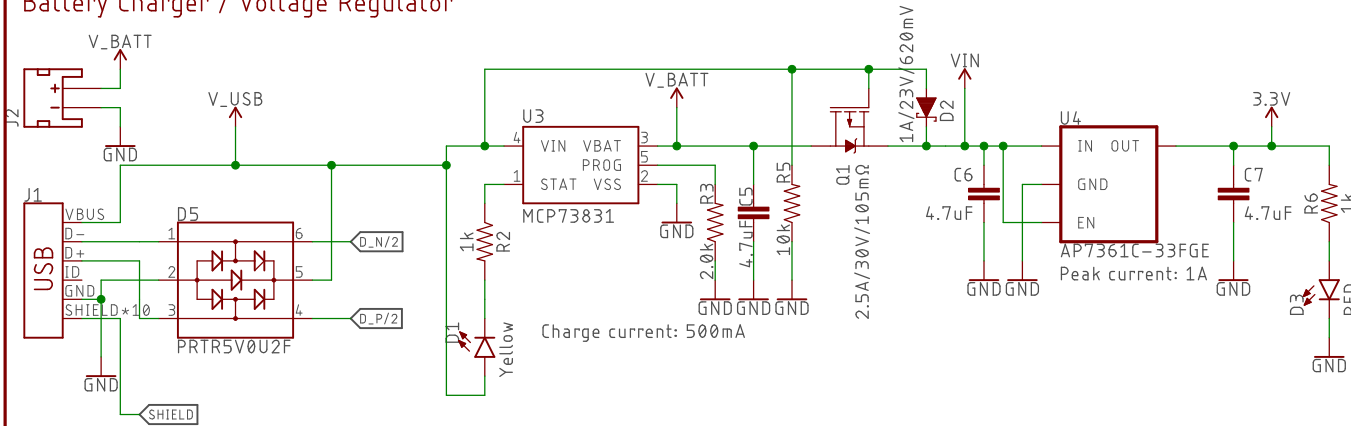 Battery Charger / Voltage Regulator
V_BATT
+
-
J2
GND
V_USB
J1
USB
VBUS
D-
D+
ID
GND
SHIELD*10
GND
SHIELD
D5
1
2
3
6
5
4
PRTR5V0U2F
D_N/2
D_P/2
1k
R2
D1
Yellow
U3
4
1
VIN
STAT
VBAT
PROG
VSS
3
5
2
MCP73831
V_BATT
GND
R3
2.0k
GND
C5
4.7uF
GND
R5
10k
GND
Charge current: 500mA
Q1
2.5A/30V/105mΩ
1A/23V/620mV
D2
VIN
C6
4.7uF
GND
GND
U4
IN
OUT
GND
EN
AP7361C-33FGE
Peak current: 1A
3.3V
C7
4.7uF
GND
R6
1k
D3
RED
GND